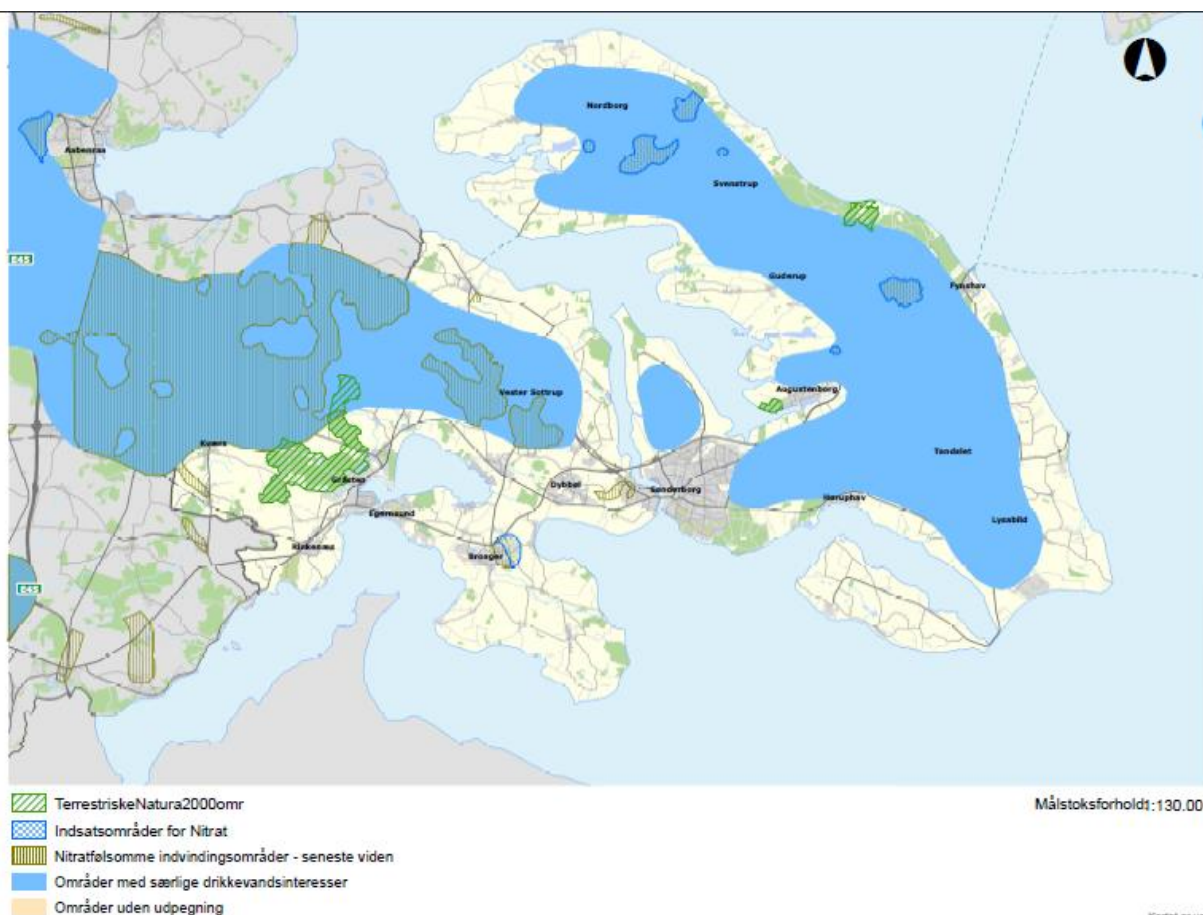 Nordborg
Aabenraa
Svenstrup
E45
Guderup
Fynshav
Vester Sottrup
Augustenborg
Kværs
Tandslet
Gråsten
Dybbøl
Sønderborg
Høruphav
Egernsund
Lysabild
Rinkenæs
Broager
E45
TerrestriskeNatura2000omr
Målstoksforhold1:130.00
Indsatsområder for Nitrat
Nitratfølsomme indvindingsområder - seneste viden
Områder med særlige drikkevandsinteresser
Områder uden udpegning